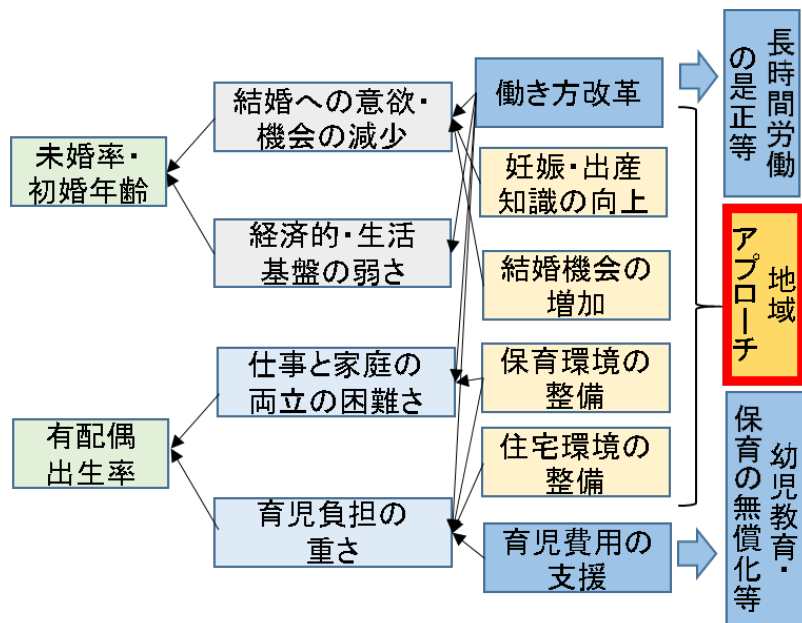 未婚率・
初婚年齢
有配偶
出生率
結婚への意欲・
機会の減少
経済的・生活
基盤の弱さ
仕事と家庭の
両立の困難さ
育児負担の
重さ
働き方改革
妊娠・出産
知識の向上
結婚機会の
増加
保育環境の
整備
住宅環境の
整備
育児費用の
支援
長時間労働
の是正等
地域
アプローチ
幼児教育・
保育の無償化等